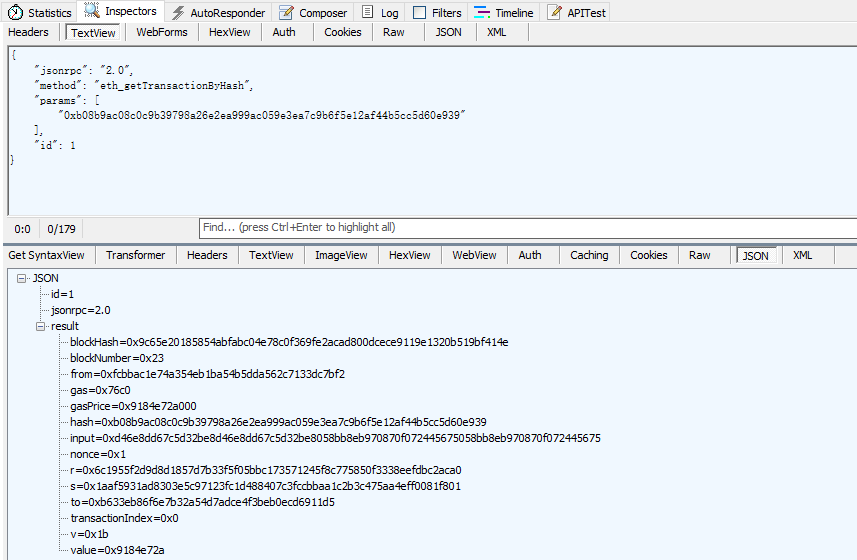 Statistics Inspectors AutoResponder Composer Log Filters Timeline APITest
Headers TextView WebForms HexView Auth Cookies Raw JSON XML
{
"jsonrpc": "2.0",
"method": "eth_getTransactionByHash",
"params": [
"0xb08b9ac08c0c9b39798a26e2ea999ac059e3ea7c9b6f5e12af44b5cc5d60e939"
],
"id": 1
}
0:0 0/179 Find... (press Ctrl+Enter to highlight all)
Get SyntaxView Transformer Headers TextView ImageView HexView WebView Auth Caching Cookies Raw JSON XML
JSON
id=1
jsonrpc=2.0
result
blockHash=0x9c65e20185854abfabc04e78c0f369fe2acad800dcece9119e1320b519bf414e
blockNumber=0x23
from=0xfcbbac1e74a354eb1ba54b5dda562c7133dc7bf2
gas=0x76c0
gasPrice=0x9184e72a000
hash=0xb08b9ac08c0c9b39798a26e2ea999ac059e3ea7c9b6f5e12af44b5cc5d60e939
input=0xd46e8dd67c5d32be8d46e8dd67c5d32be8058bb8eb970870f072445675058bb8eb970870f072445675
nonce=0x1
r=0x6c1955f2d9d8d1857d7b33f5f05bbc173571245f8c775850f3338eefdbc2aca0
s=0x1aaf5931ad8303e5c97123fc1d488407c3fccbbaa1c2b3c475aa4eff0081f801
to=0xb633eb86f6e7b32a54d7adce4f3beb0ecd6911d5
transactionIndex=0x0
v=0x1b
value=0x9184e72a